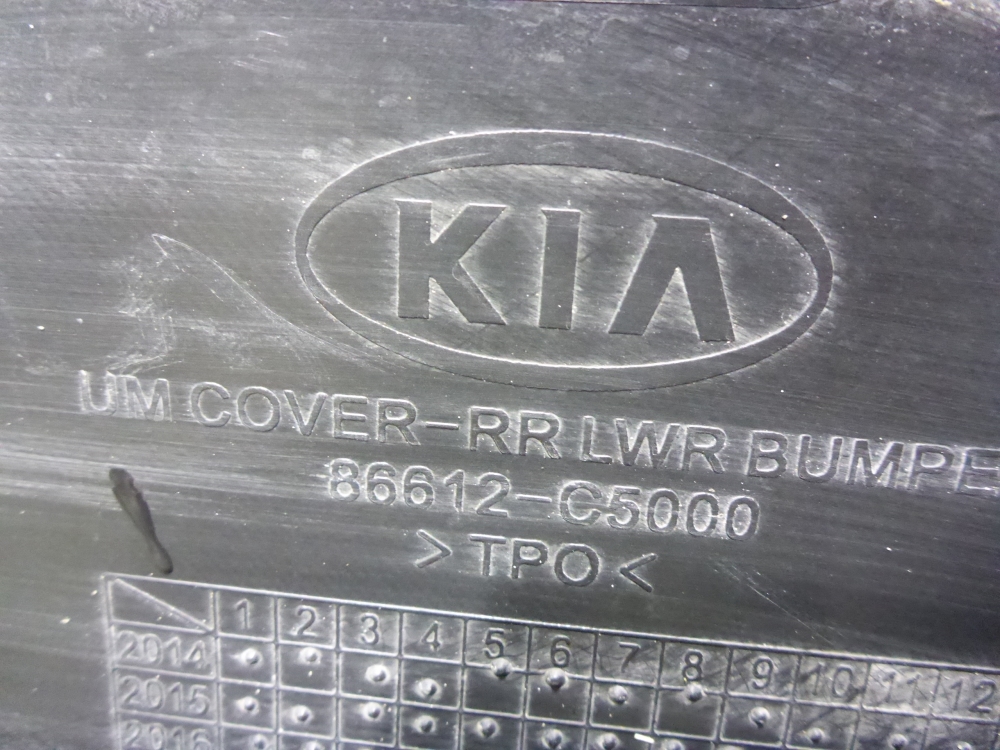 KIA
UM COVER-RR LWR BUMPE
86612-C5000
>TPO<
1 2 3 4 5 6 7 8 9 10 11 12
2014
2015
2016